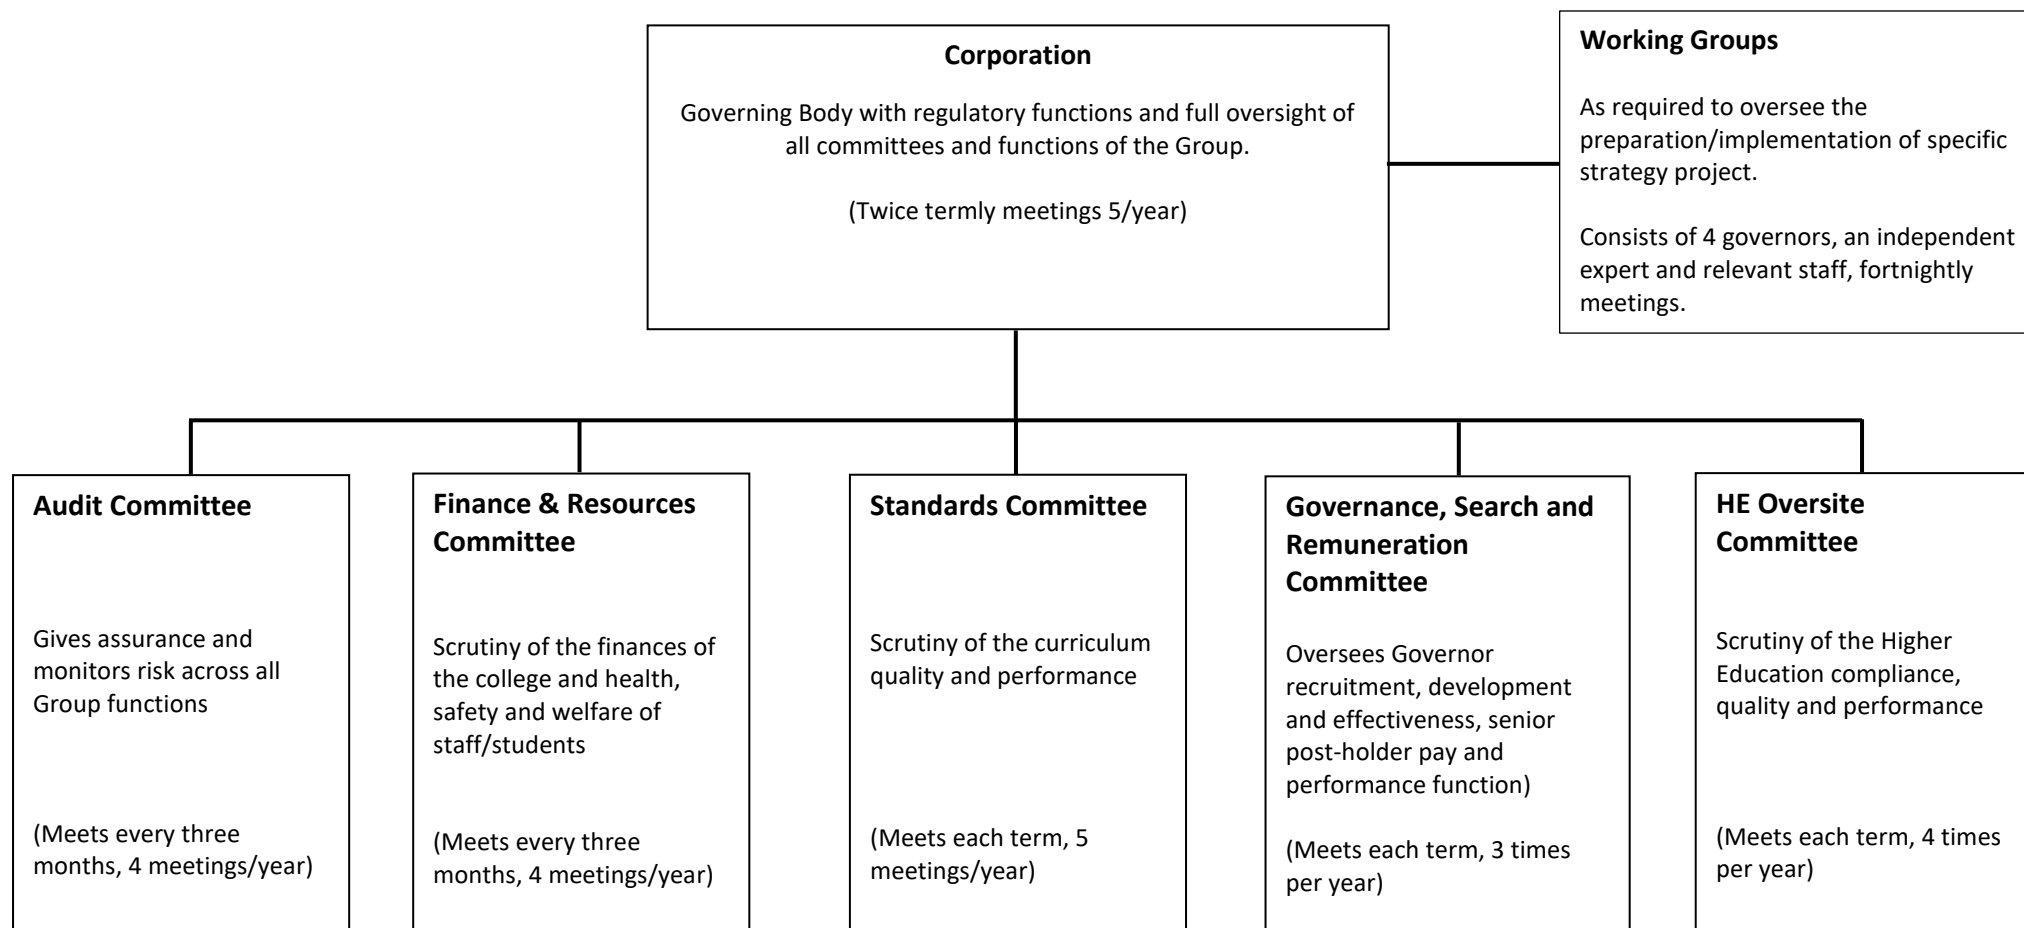 Corporation
Governing Body with regulatory functions and full oversight of
all committees and functions of the Group.
(Twice termly meetings 5/year)
Working Groups
As required to oversee the
preparation/implementation of specific
strategy project.
Consists of 4 governors, an independent
expert and relevant staff, fortnightly
meetings.
Audit Committee
Gives assurance and
monitors risk across all
Group functions
(Meets every three
months, 4 meetings/year)
Finance & Resources
Committee
Scrutiny of the finances of
the college and health,
safety and welfare of
staff/students
(Meets every three
months, 4 meetings/year)
Standards Committee
Scrutiny of the curriculum
quality and performance
(Meets each term, 5
meetings/year)
Governance, Search and
Remuneration
Committee
Oversees Governor
recruitment, development
and effectiveness, senior
post-holder pay and
performance function)
(Meets each term, 3 times
per year)
HE Oversite
Committee
Scrutiny of the Higher
Education compliance,
quality and performance
(Meets each term, 4 times
per year)